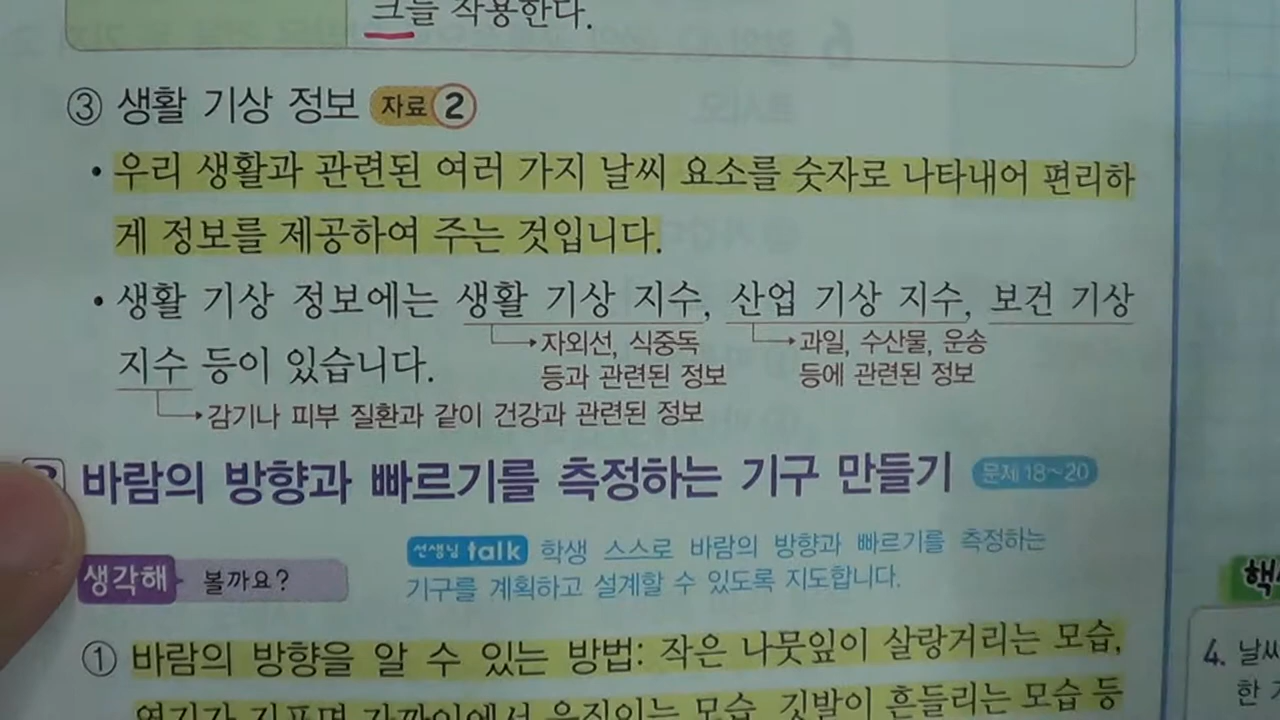 크를 착용한다.
③ 생활 기상 정보 자료 2
• 우리 생활과 관련된 여러 가지 날씨 요소를 숫자로 나타내어 편리하
게 정보를 제공하여 주는 것입니다.
• 생활 기상 정보에는 생활 기상 지수, 산업 기상 지수, 보건 기상
→자외선, 식중독 →과일, 수산물, 운송
지수 등이 있습니다.
등과 관련된 정보 등에 관련된 정보
→감기나 피부 질환과 같이 건강과 관련된 정보
바람의 방향과 빠르기를 측정하는 기구 만들기 문제 18~20
선생님 talk 학생 스스로 바람의 방향과 빠르기를 측정하는
생각해 볼까요?
기구를 계획하고 설계할 수 있도록 지도합니다.
① 바람의 방향을 알 수 있는 방법: 작은 나뭇잎이 살랑거리는 모습,
모습, 깃발이 흔들리는 모습 등
4. 날씨
한